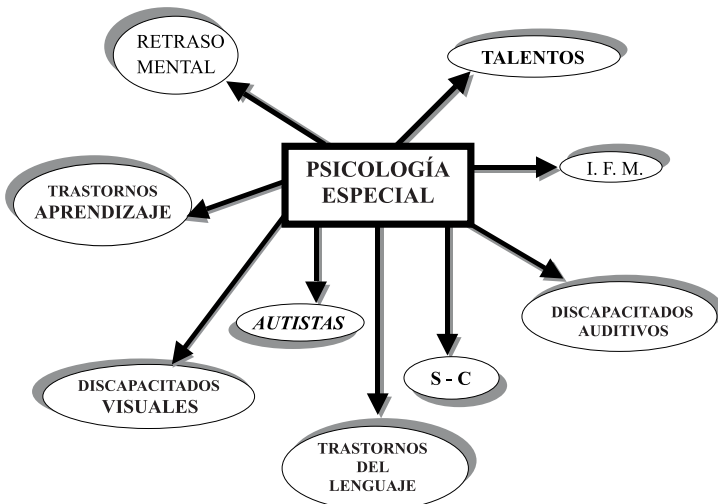 RETRASO
MENTAL
TALENTOS
PSICOLOGÍA
ESPECIAL
I. F. M.
TRASTORNOS
APRENDIZAJE
AUTISTAS
DISCAPACITADOS
AUDITIVOS
DISCAPACITADOS
VISUALES
S - C
TRASTORNOS
DEL
LENGUAJE